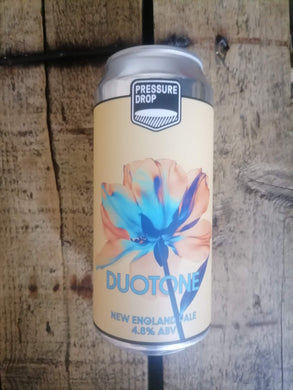 PRESSURE
DROP
DUOTONE
NEW ENGLAND PALE
4.8% ABV